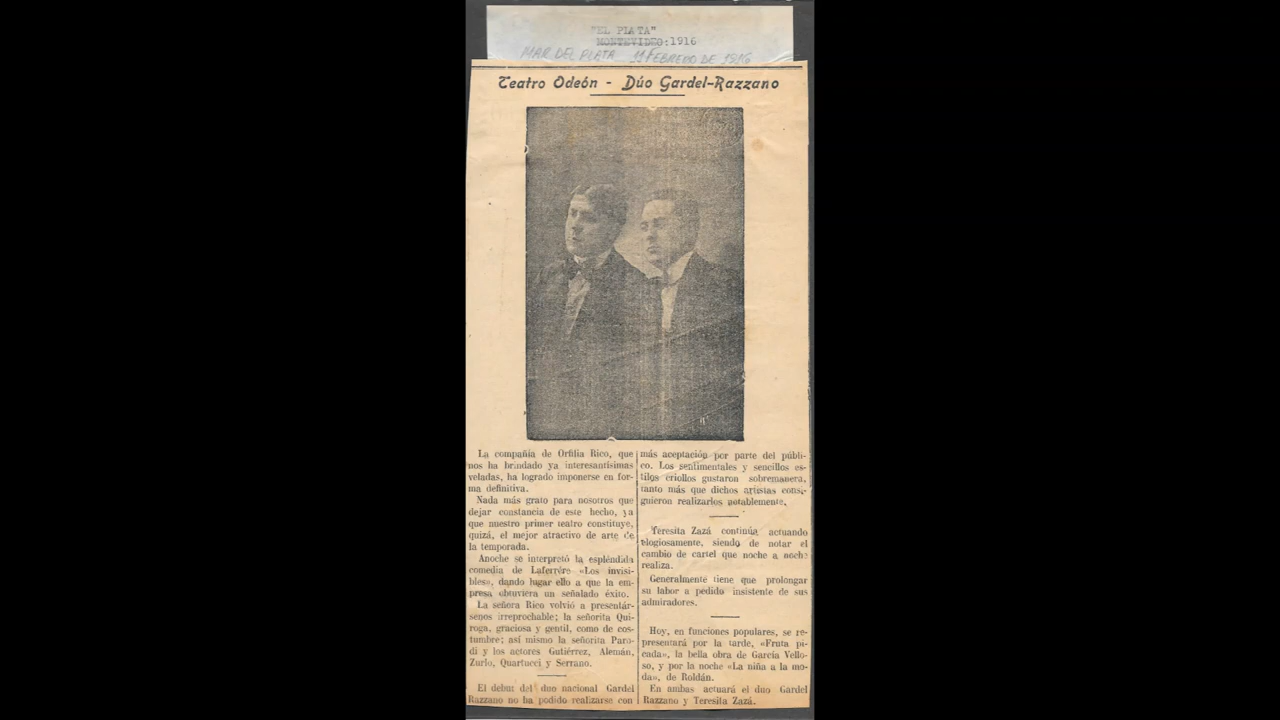 "EL PLATA"
MONTEVIDEO:1916
MAR DEL PLATA 11 FEBRERO DE 1916
Teatro Odeón - Dúo Gardel-Razzano
La compañía de Orfilia Rico, que
nos ha brindado ya interesantísimas
veladas, ha logrado imponerse en for-
ma definitiva.
Nada más grato para nosotros que
dejar constancia de este hecho, ya
que nuestro primer teatro constituye,
quizá, el mejor atractivo de arte de
la temporada.
Anoche se interpretó la espléndida
comedia de Laferrére «Los invisi-
bles», dando lugar ello a que la em-
presa obtuviera un señalado éxito.
La señora Rico volvió a presentár-
senos irreprochable; la señorita Qui-
roga, graciosa y gentil, como de cos-
tumbre; así mismo la señorita Paro-
di y los actores Gutiérrez, Alemán,
Zurlo, Quartucci y Serrano.
El debut del duo nacional Gardel
Razzano no ha podido realizarse con
más aceptación por parte del públi-
co. Los sentimentales y sencillos es-
tilos criollos gustaron sobremanera,
tanto más que dichos artistas consi-
guieron realizarlos notablemente.
Teresita Zazá continúa actuando
elogiosamente, siendo de notar el
cambio de cartel que noche a noche
realiza.
Generalmente tiene que prolongar
su labor a pedido insistente de sus
admiradores.
Hoy, en funciones populares, se re-
presentará por la tarde, «Fruta pi-
cada», la bella obra de García Vello-
so, y por la noche «La niña a la mo-
da», de Roldán.
En ambas actuará el duo Gardel
Razzano y Teresita Zazá.